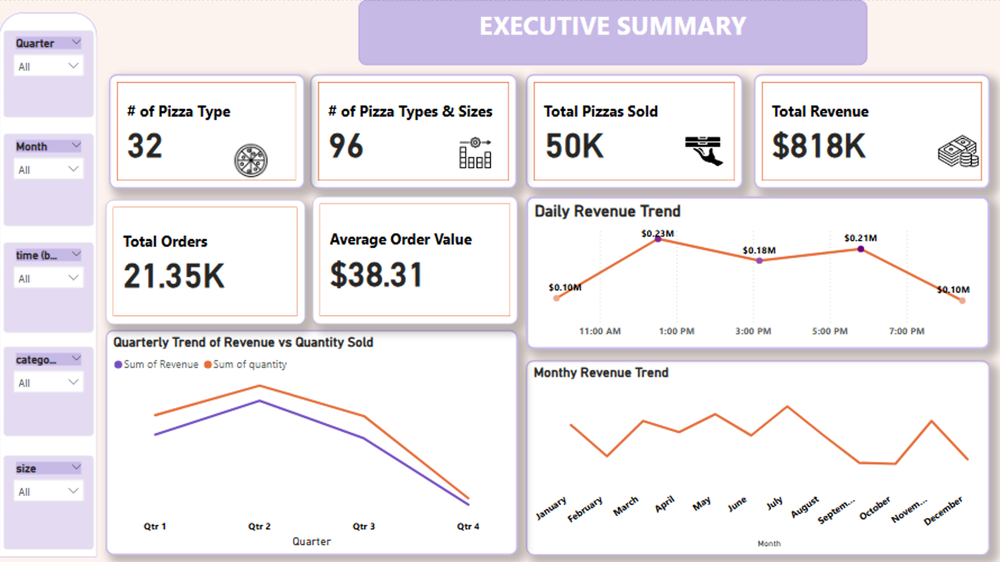 EXECUTIVE SUMMARY
Quarter
All
Month
All
time (b...
All
catego...
All
size
All
# of Pizza Type
32
# of Pizza Types & Sizes
96
Total Pizzas Sold
50K
Total Revenue
$818K
Total Orders
21.35K
Average Order Value
$38.31
Daily Revenue Trend
$0.10M
$0.23M
$0.18M
$0.21M
$0.10M
11:00 AM
1:00 PM
3:00 PM
5:00 PM
7:00 PM
Quarterly Trend of Revenue vs Quantity Sold
Sum of Revenue
Sum of quantity
Qtr 1
Qtr 2
Qtr 3
Qtr 4
Quarter
Monthy Revenue Trend
January
February
March
April
May
June
July
August
Septem...
October
Novem...
December
Month